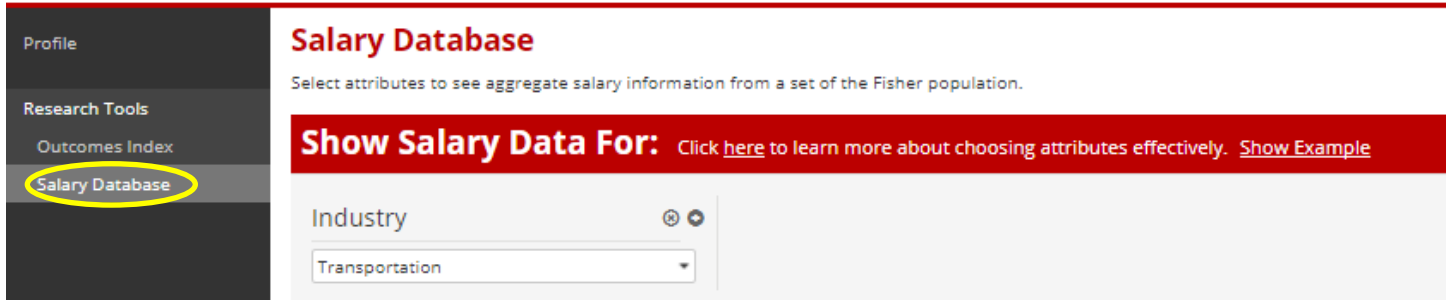 Profile
Research Tools
Outcomes Index
Salary Database
Salary Database
Select attributes to see aggregate salary information from a set of the Fisher population.
Show Salary Data For: Click here to learn more about choosing attributes effectively. Show Example
Industry
Transportation